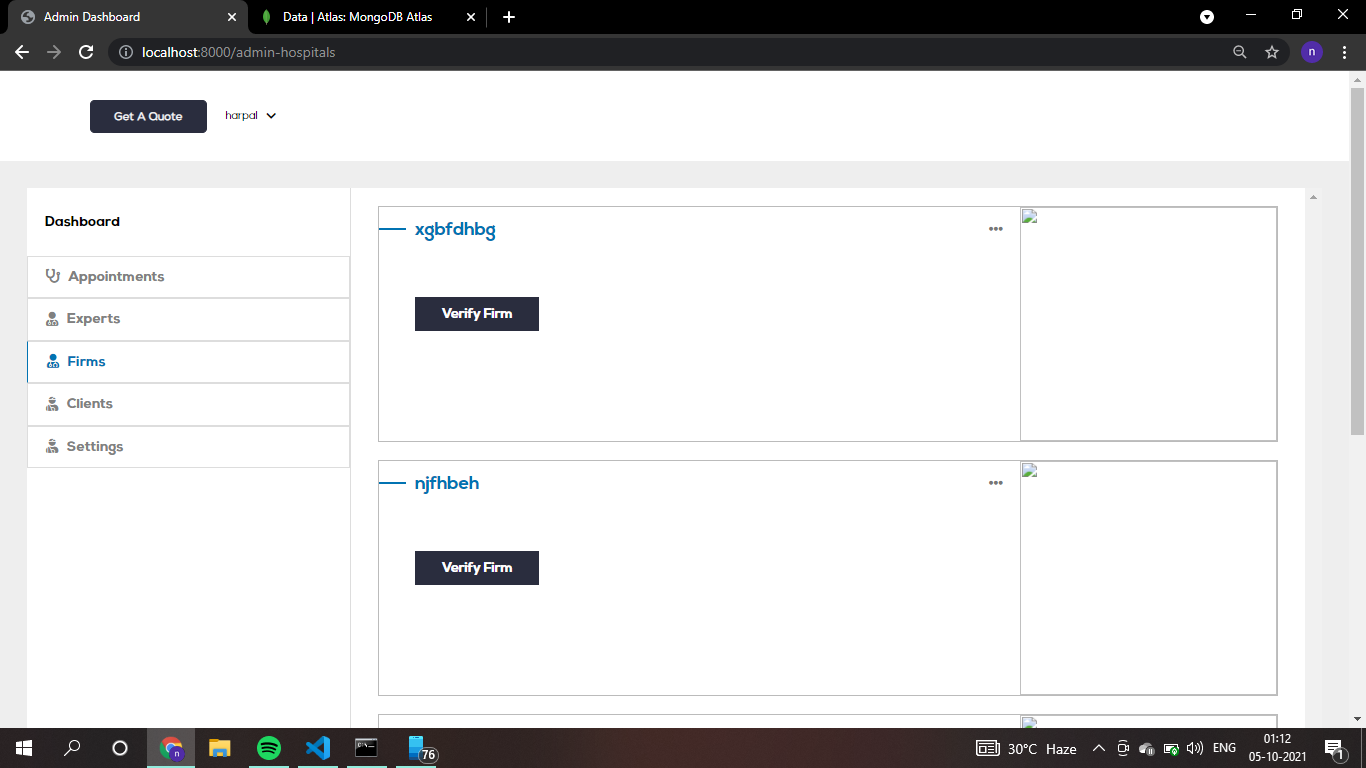 Admin Dashboard
Data | Atlas: MongoDB Atlas
localhost:8000/admin-hospitals
n
Get A Quote
harpal
Dashboard
Appointments
Experts
Firms
Clients
Settings
xgbfdhbg
Verify Firm
njfhbeh
Verify Firm
n
76
30°C Haze
ENG
01:12
05-10-2021
1